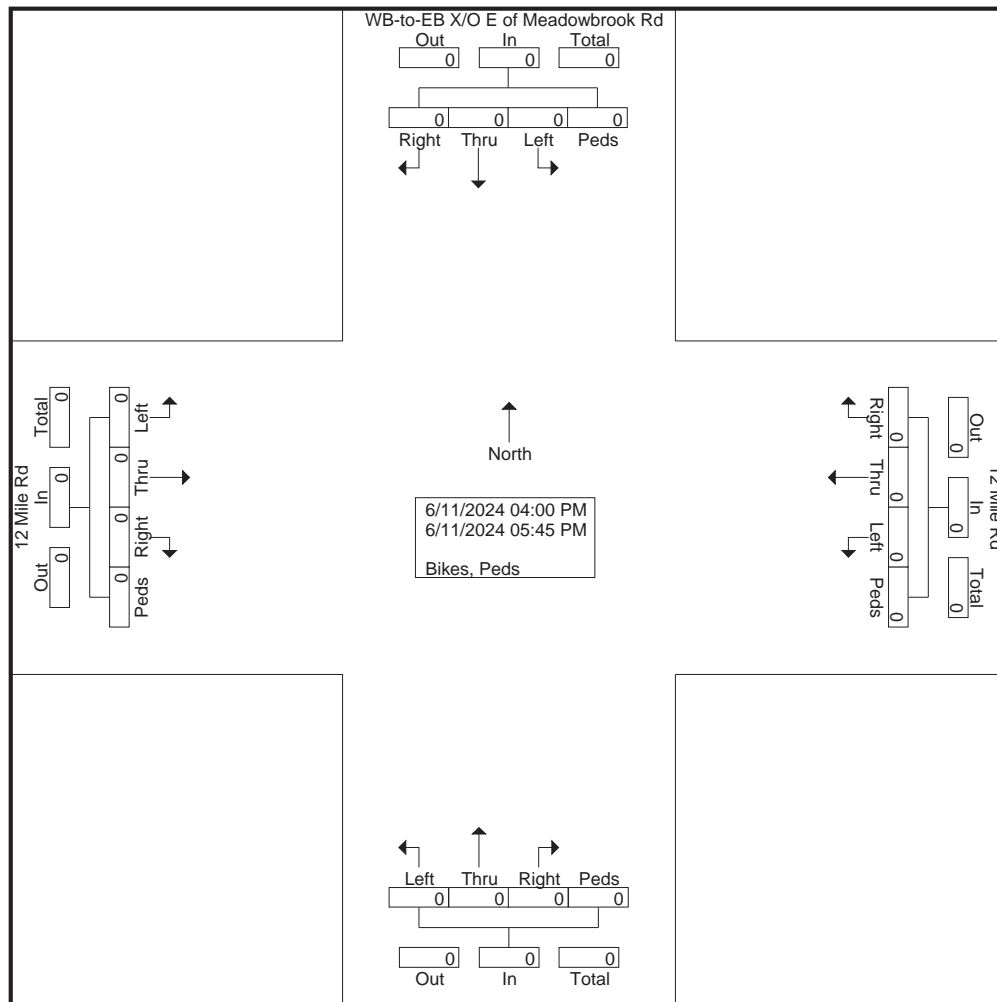 WB-to-EB X/O E of Meadowbrook Rd
Out In Total
0 0 0
0 0 0 0
Right Thru Left Peds
12 Mile Rd
Total In Out
0 0 0
0 0 0 0
Left Thru Right Peds
North
6/11/2024 04:00 PM
6/11/2024 05:45 PM
Bikes, Peds
Right Thru Left Peds
0 0 0 0
Out In Total
0 0 0
12 Mile Rd
Left Thru Right Peds
0 0 0 0
0 0 0
Out In Total